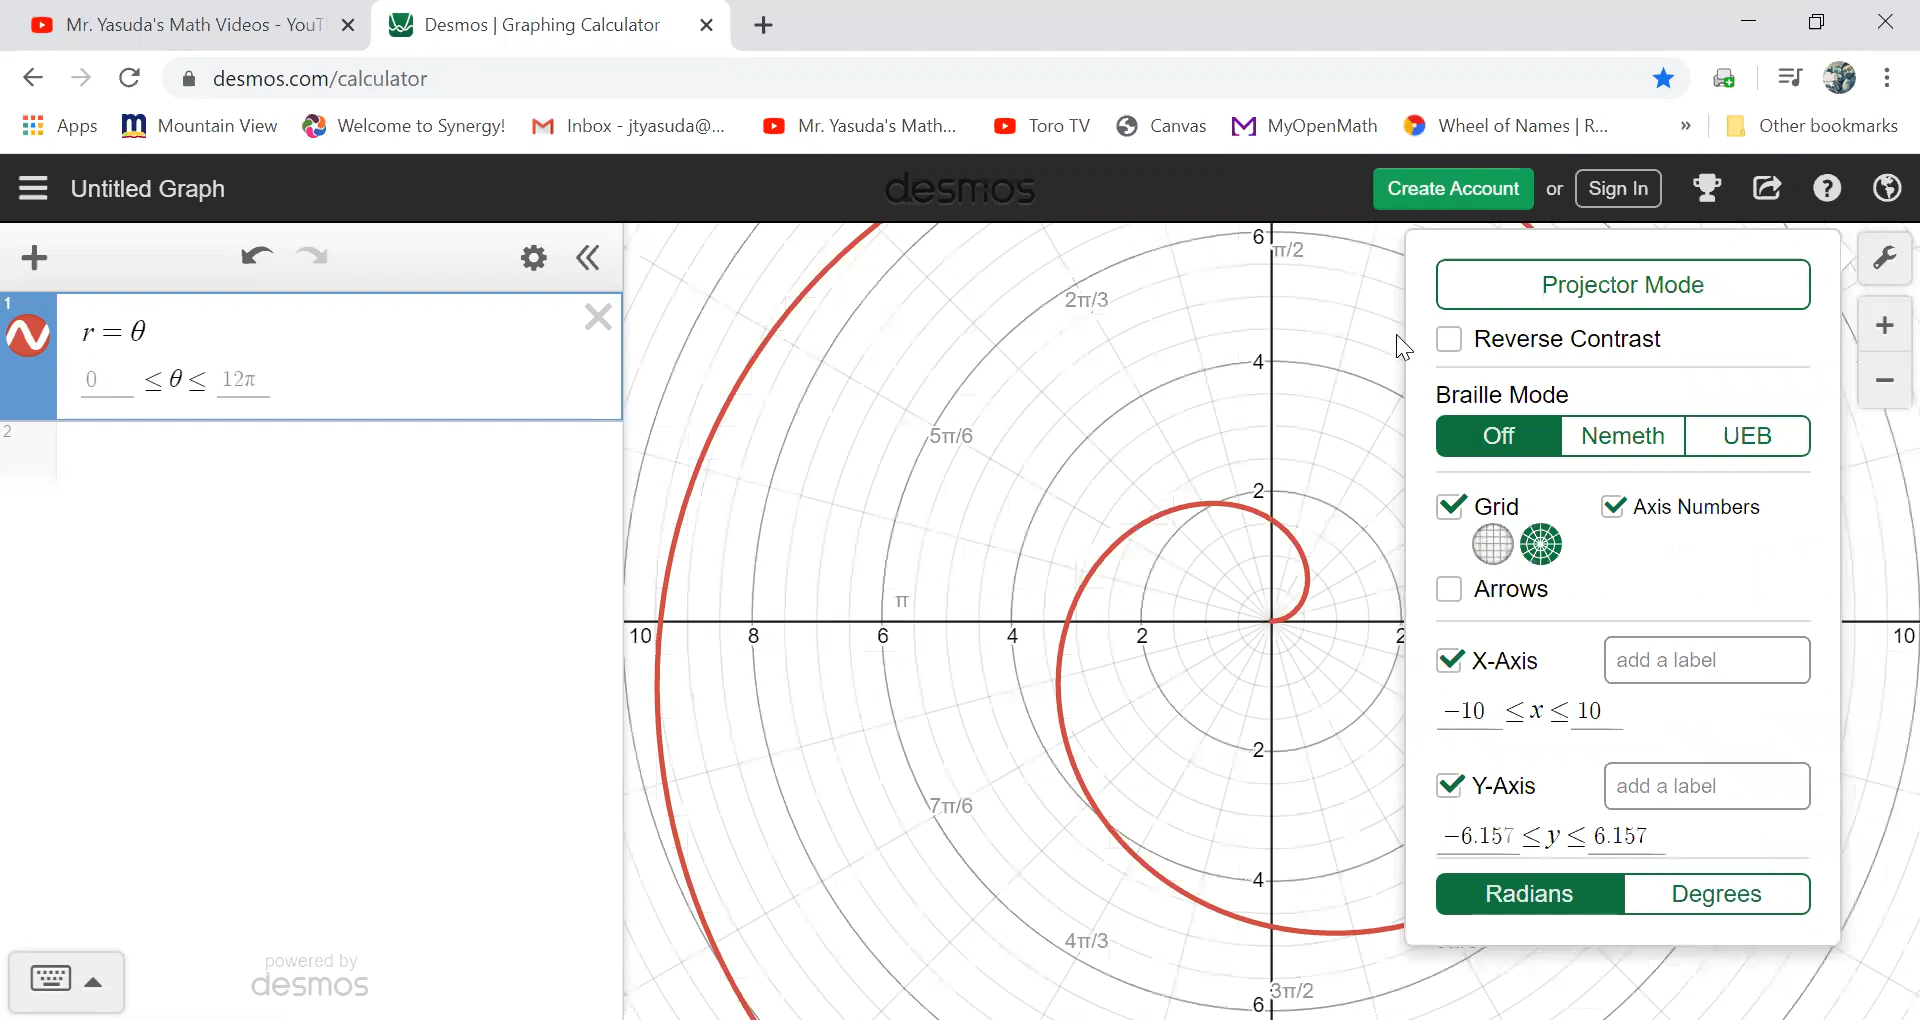 Mr. Yasuda's Math Videos - YouT
Desmos | Graphing Calculator
desmos.com/calculator
Apps
Mountain View
Welcome to Synergy!
Inbox - jtyasuda@...
Mr. Yasuda's Math...
Toro TV
Canvas
MyOpenMath
Wheel of Names | R...
»
Other bookmarks
Untitled Graph
desmos
Create Account
or
Sign In
1
r = θ
0 ≤ θ ≤ 12π
2
powered by
desmos
6
π/2
2π/3
4
5π/6
2
π
10
8
6
4
2
2
10
2
7π/6
4
4π/3
6
3π/2
Projector Mode
Reverse Contrast
Braille Mode
Off
Nemeth
UEB
Grid
Axis Numbers
Arrows
X-Axis
add a label
−10 ≤ x ≤ 10
Y-Axis
add a label
−6.157 ≤ y ≤ 6.157
Radians
Degrees